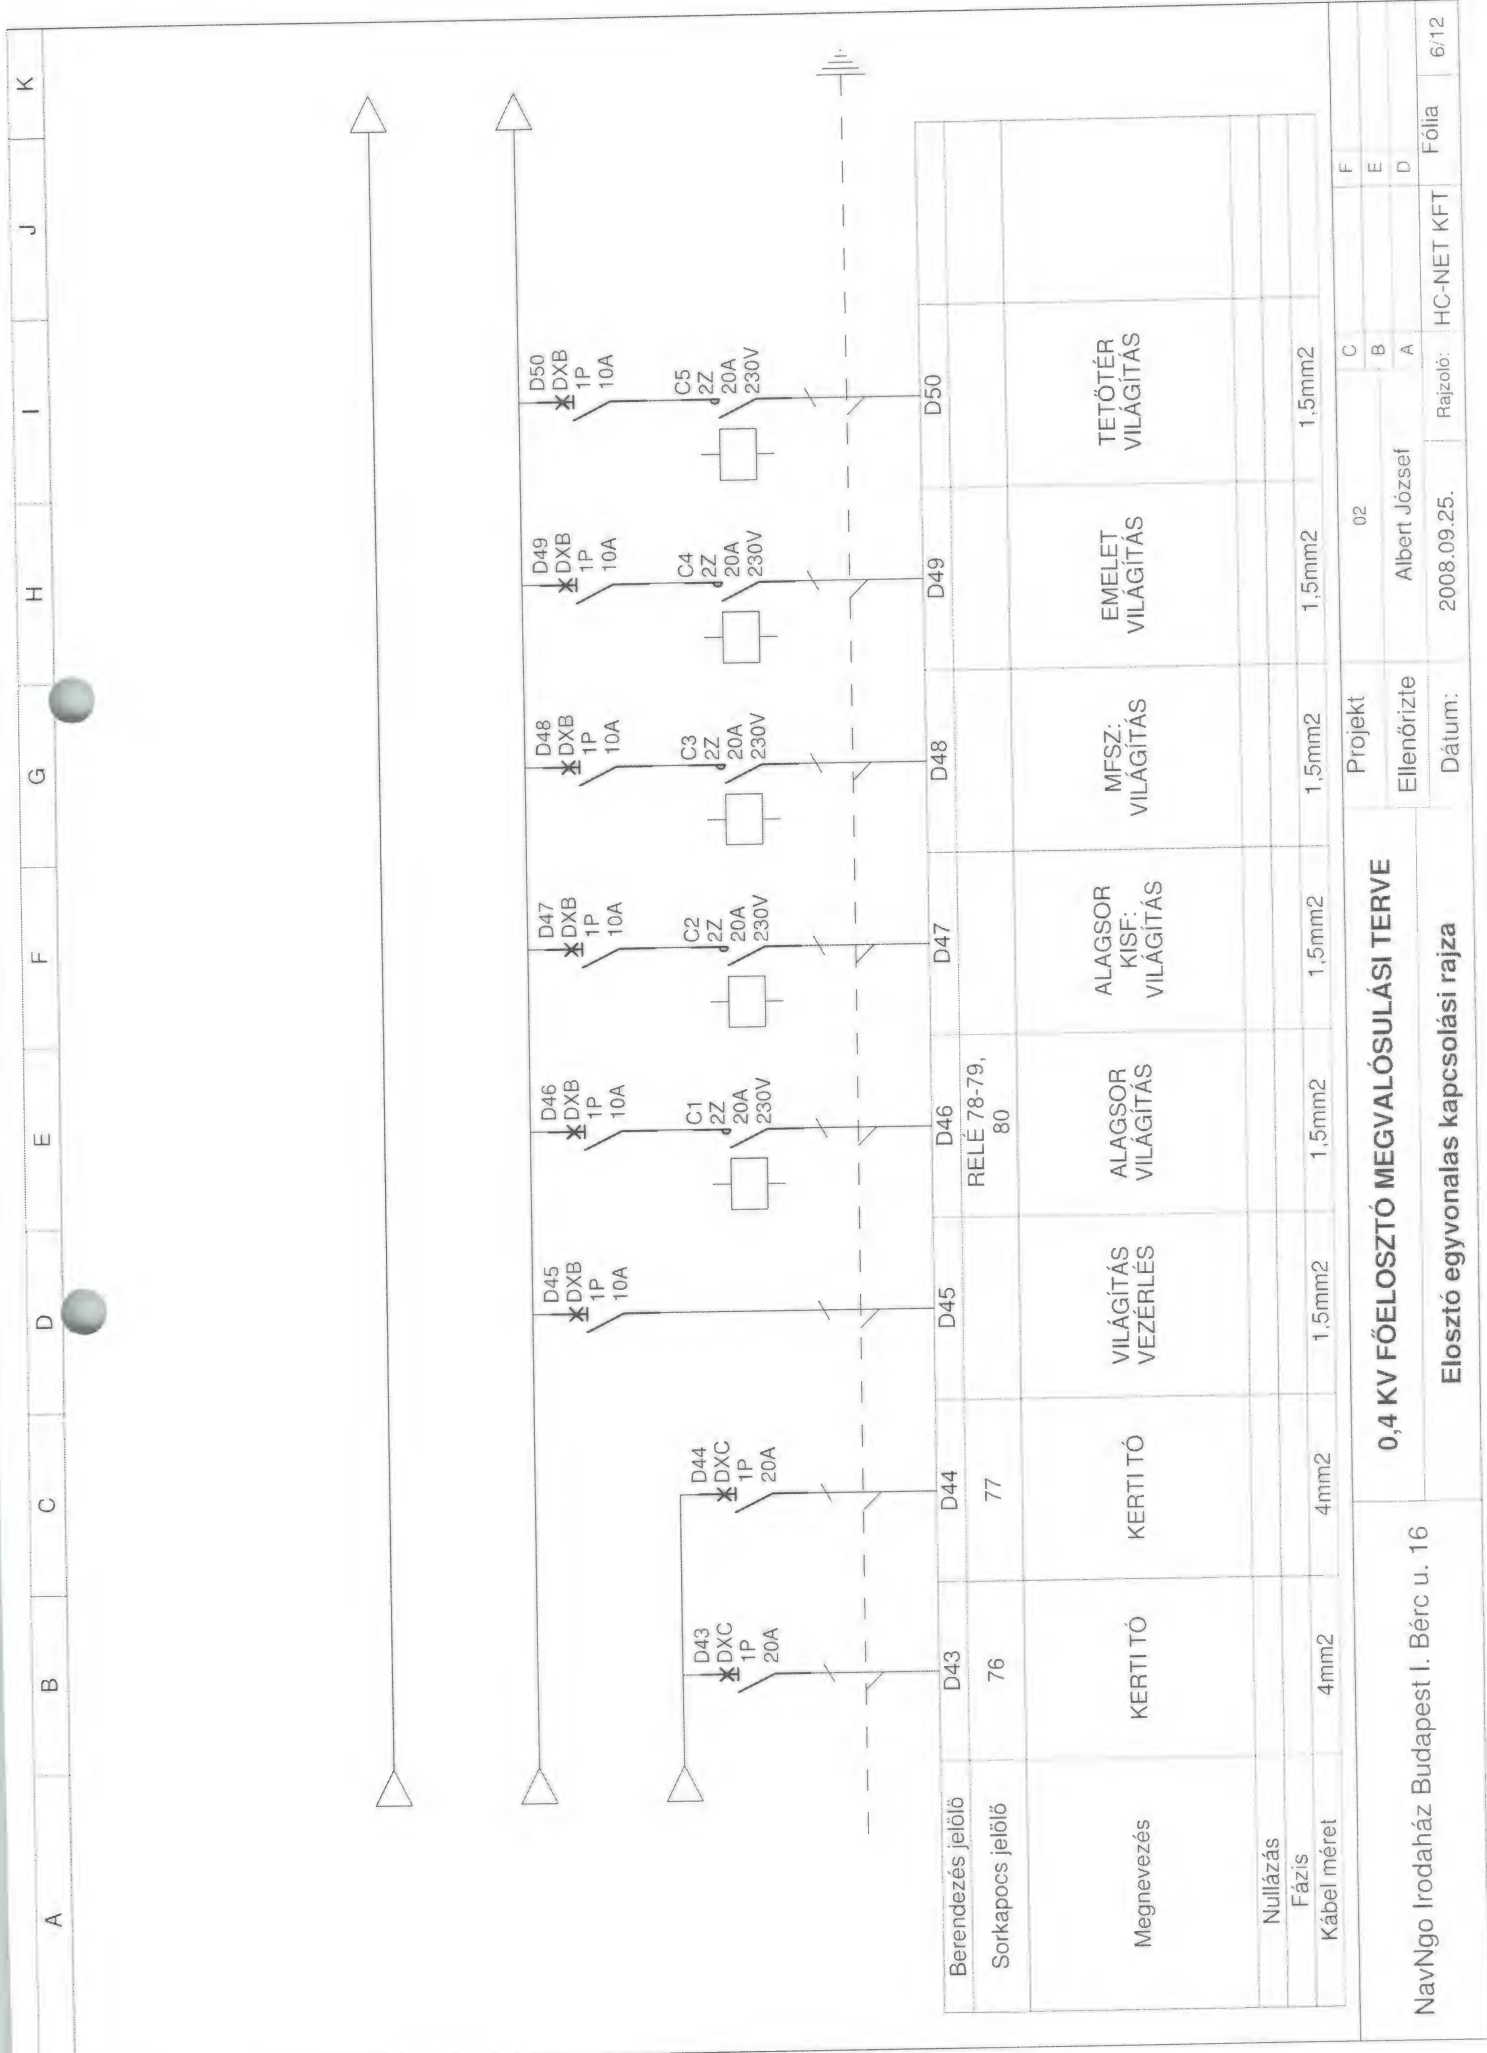 A B C D E F G H I J K
D43
DXC
1P
20A
D44
DXC
1P
20A
D45
DXB
1P
10A
D46
DXB
1P
10A
C1
2Z
20A
230V
D47
DXB
1P
10A
C2
2Z
20A
230V
D48
DXB
1P
10A
C3
2Z
20A
230V
D49
DXB
1P
10A
C4
2Z
20A
230V
D50
DXB
1P
10A
C5
2Z
20A
230V
Berendezés jelölő D43 D44 D45 D46 D47 D48 D49 D50
Sorkapocs jelölő 76 77 RELÉ 78-79,
80
Megnevezés
KERTI TÓ
KERTI TÓ
VILÁGÍTÁS
VEZÉRLÉS
ALAGSOR
VILÁGÍTÁS
ALAGSOR
KISF:
VILÁGÍTÁS
MFSZ:
VILÁGÍTÁS
EMELET
VILÁGÍTÁS
TETŐTÉR
VILÁGÍTÁS
Nullázás
Fázis
Kábel méret 4mm2 4mm2 1,5mm2 1,5mm2 1,5mm2 1,5mm2 1,5mm2 1,5mm2
NavNgo Irodaház Budapest I. Bérc u. 16
0,4 KV FŐELOSZTÓ MEGVALÓSULÁSI TERVE
Elosztó egyvonalas kapcsolási rajza
Projekt 02
Ellenőrizte Albert József
Dátum: 2008.09.25.
C F
B E
A D
Rajzoló: HC-NET KFT
Fólia 6/12